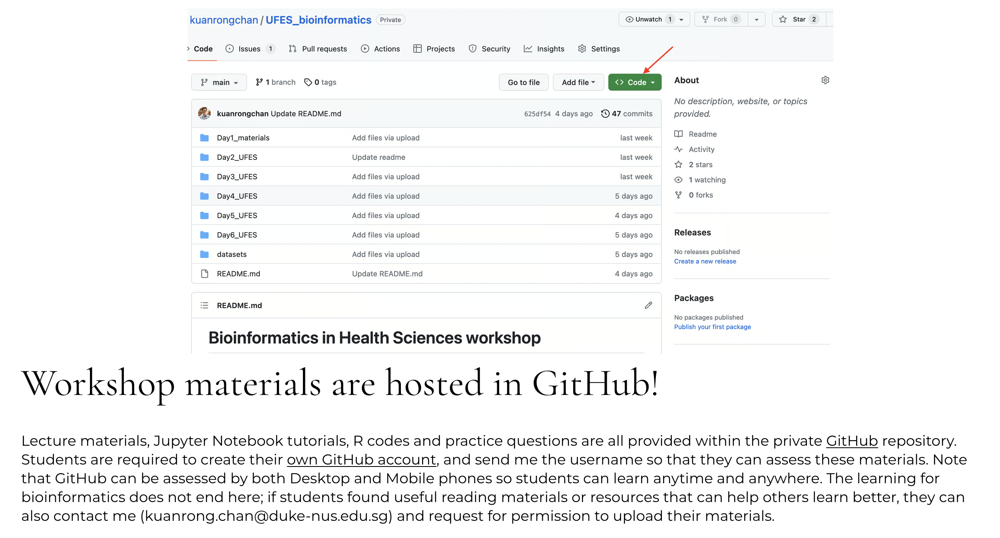 kuanrongchan / UFES_bioinformatics Private Unwatch 1 Fork 0 Star 2
Code Issues 1 Pull requests Actions Projects Security Insights Settings
main 1 branch 0 tags Go to file Add file Code
kuanrongchan Update README.md 625df54 4 days ago 47 commits
Day1_materials Add files via upload last week
Day2_UFES Update readme last week
Day3_UFES Add files via upload last week
Day4_UFES Add files via upload 5 days ago
Day5_UFES Add files via upload 4 days ago
Day6_UFES Add files via upload 5 days ago
datasets Add files via upload 5 days ago
README.md Update README.md 4 days ago
README.md
Bioinformatics in Health Sciences workshop
About
No description, website, or topics
provided.
Readme
Activity
2 stars
1 watching
0 forks
Releases
No releases published
Create a new release
Packages
No packages published
Publish your first package
Workshop materials are hosted in GitHub!
Lecture materials, Jupyter Notebook tutorials, R codes and practice questions are all provided within the private GitHub repository.
Students are required to create their own GitHub account, and send me the username so that they can assess these materials. Note
that GitHub can be assessed by both Desktop and Mobile phones so students can learn anytime and anywhere. The learning for
bioinformatics does not end here; if students found useful reading materials or resources that can help others learn better, they can
also contact me (kuanrong.chan@duke-nus.edu.sg) and request for permission to upload their materials.